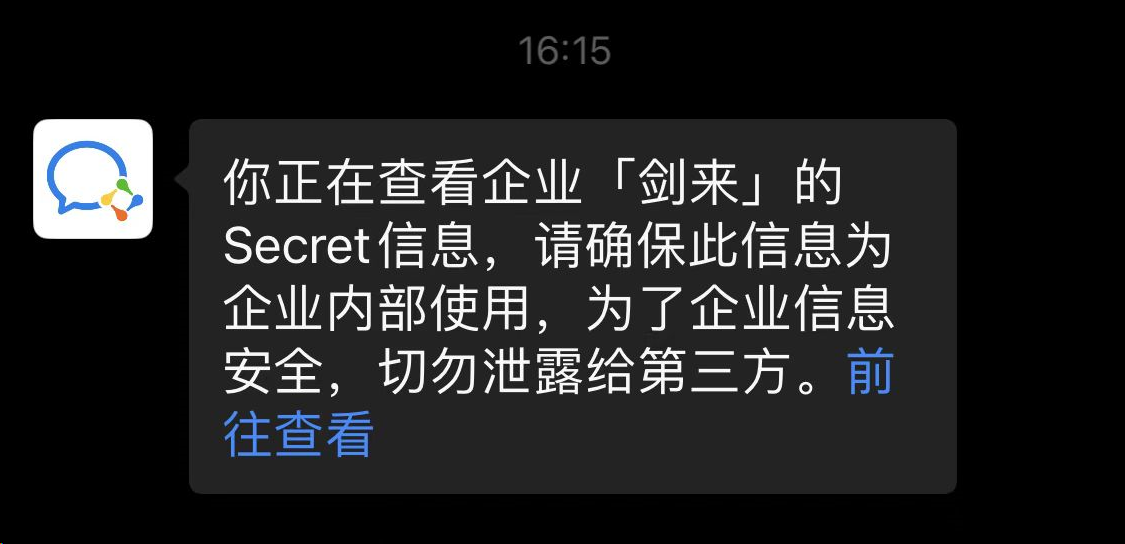 16:15
你正在查看企业「剑来」的
Secret信息，请确保此信息为
企业内部使用，为了企业信息
安全，切勿泄露给第三方。前
往查看